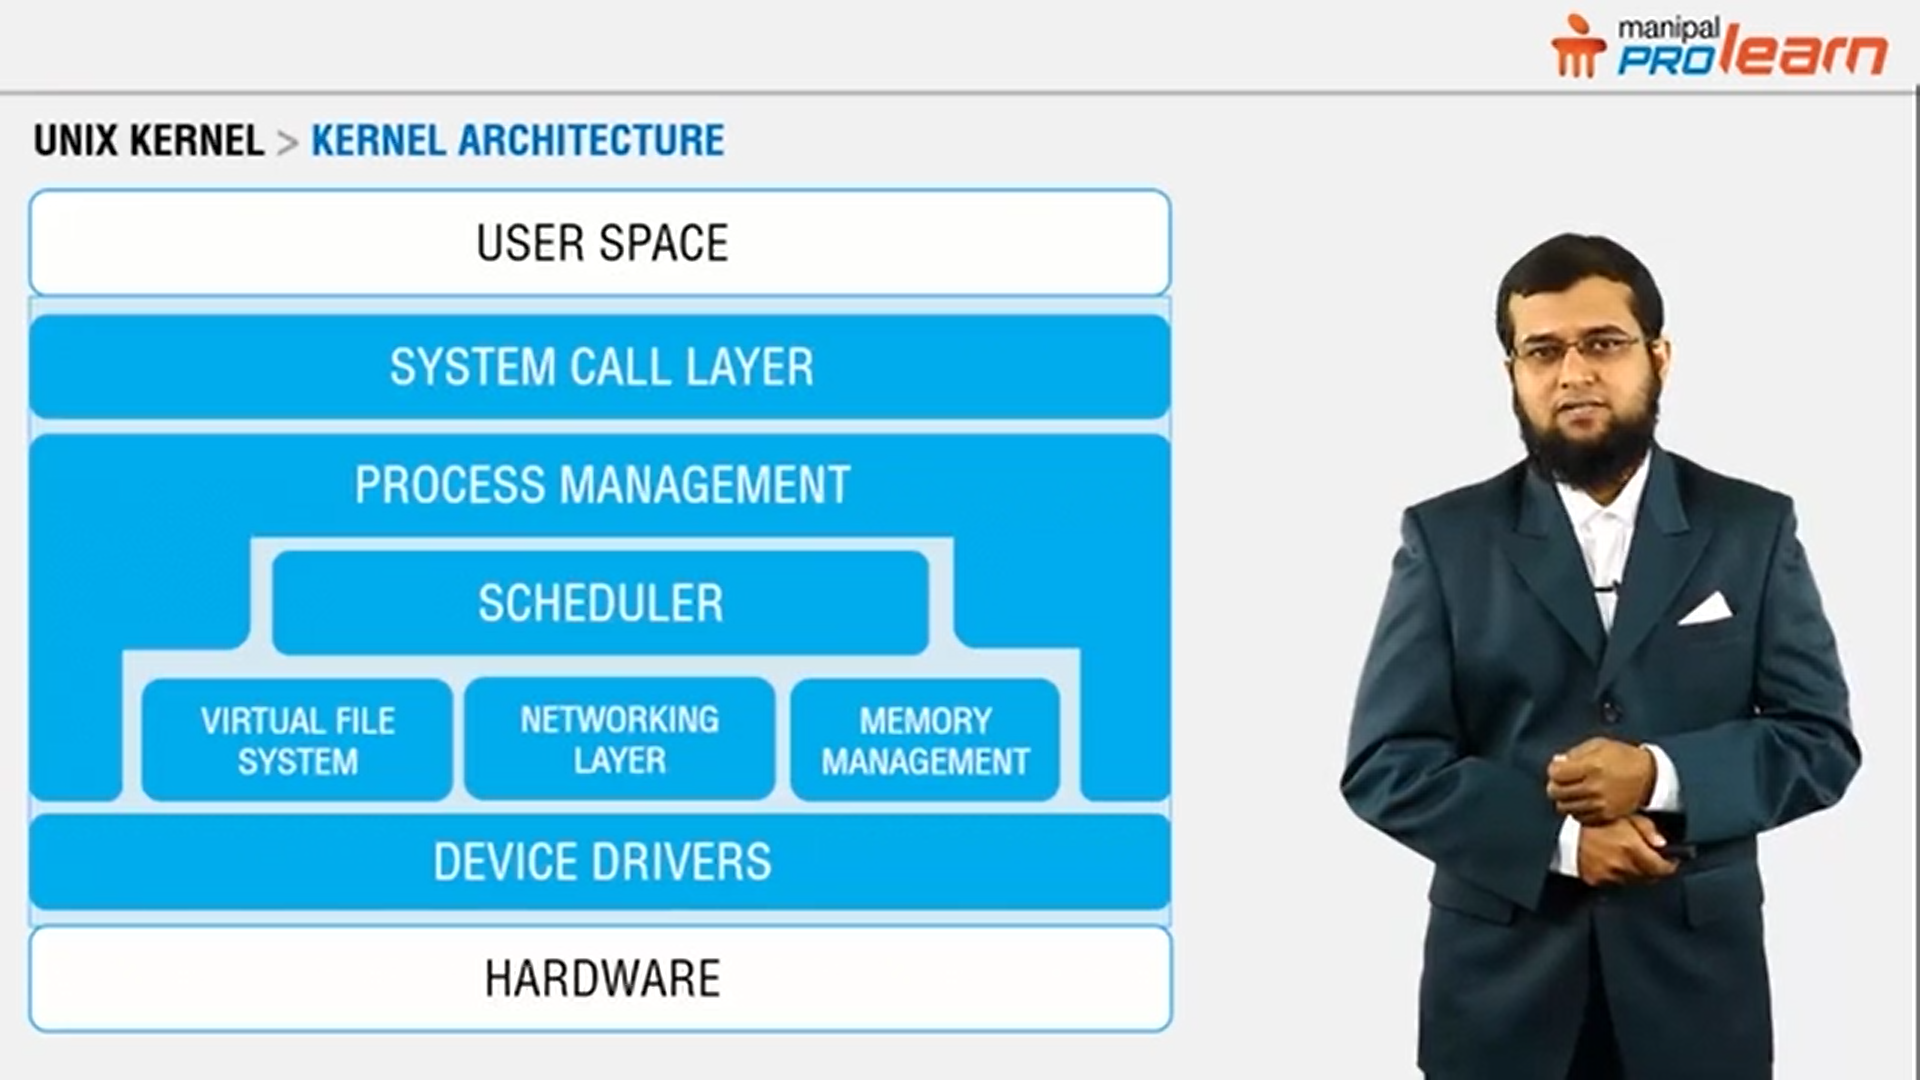 manipal
PROlearn
UNIX KERNEL > KERNEL ARCHITECTURE
USER SPACE
SYSTEM CALL LAYER
PROCESS MANAGEMENT
SCHEDULER
VIRTUAL FILE
SYSTEM
NETWORKING
LAYER
MEMORY
MANAGEMENT
DEVICE DRIVERS
HARDWARE